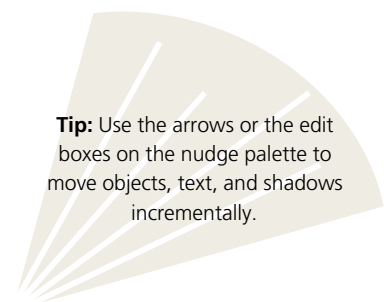 Tip: Use the arrows or the edit
boxes on the nudge palette to
move objects, text, and shadows
incrementally.